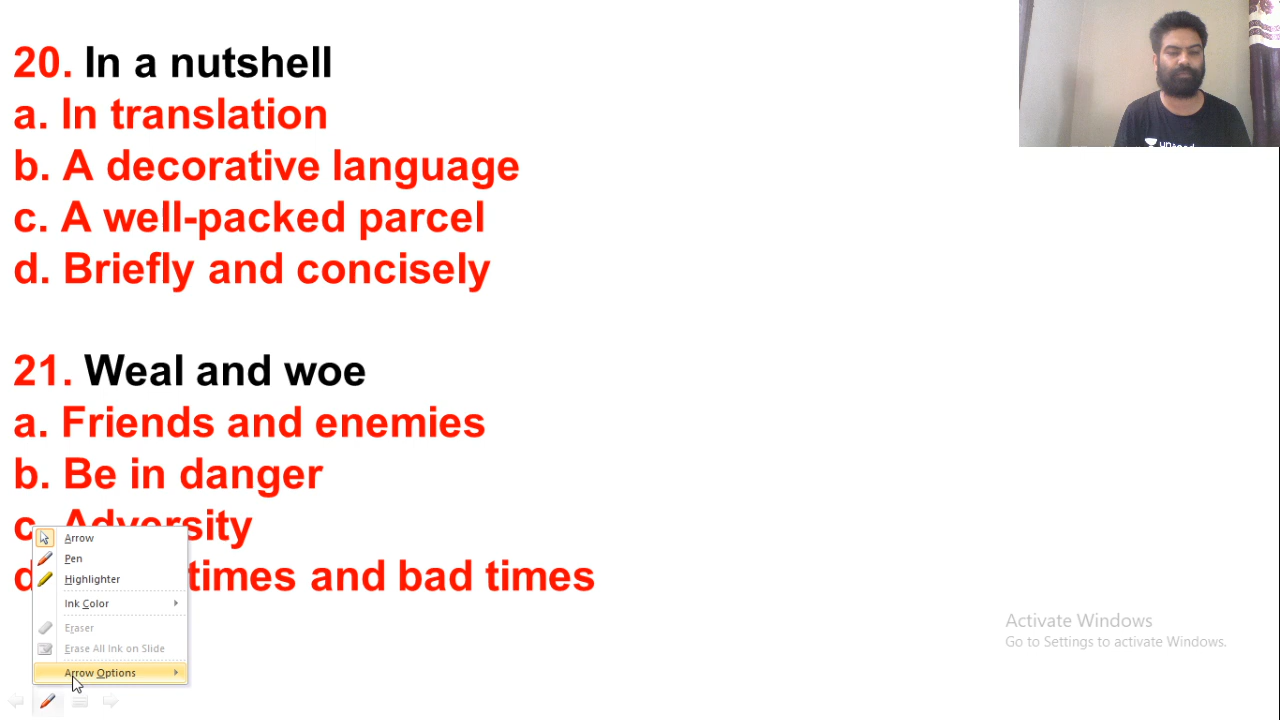 20. In a nutshell
a. In translation
b. A decorative language
c. A well-packed parcel
d. Briefly and concisely
21. Weal and woe
a. Friends and enemies
b. Be in danger
c. Adversity
times and bad times
Arrow
Pen
Highlighter
Ink Color
Eraser
Erase All Ink on Slide
Arrow Options
Activate Windows
Go to Settings to activate Windows.